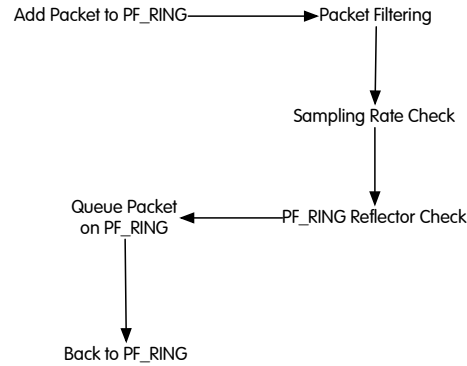 Add Packet to PF_RING
Packet Filtering
Sampling Rate Check
PF_RING Reflector Check
Queue Packet
on PF_RING
Back to PF_RING